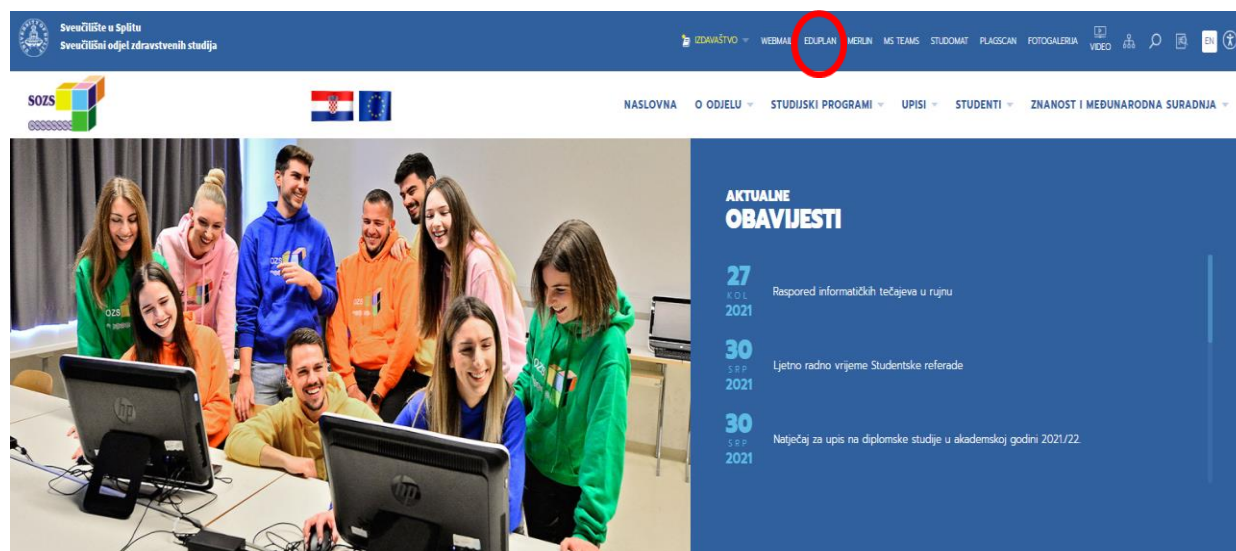 Sveučilište u Splitu
Sveučilišni odjel zdravstvenih studija
IZDAVAŠTVO WEBMAIL EDUPLAN MERLIN MS TEAMS STUDOMAT PLAGSCAN FOTOGALERIJA VIDEO EN
SOZS
NASLOVNA O ODJELU STUDIJSKI PROGRAMI UPISI STUDENTI ZNANOST I MEĐUNARODNA SURADNJA
AKTUALNE
OBAVIJESTI
27
KOL
2021
Raspored informatičkih tečajeva u rujnu
30
SRP
2021
Ljetno radno vrijeme Studentske referade
30
SRP
2021
Natječaj za upis na diplomske studije u akademskoj godini 2021/22.
hp
hp